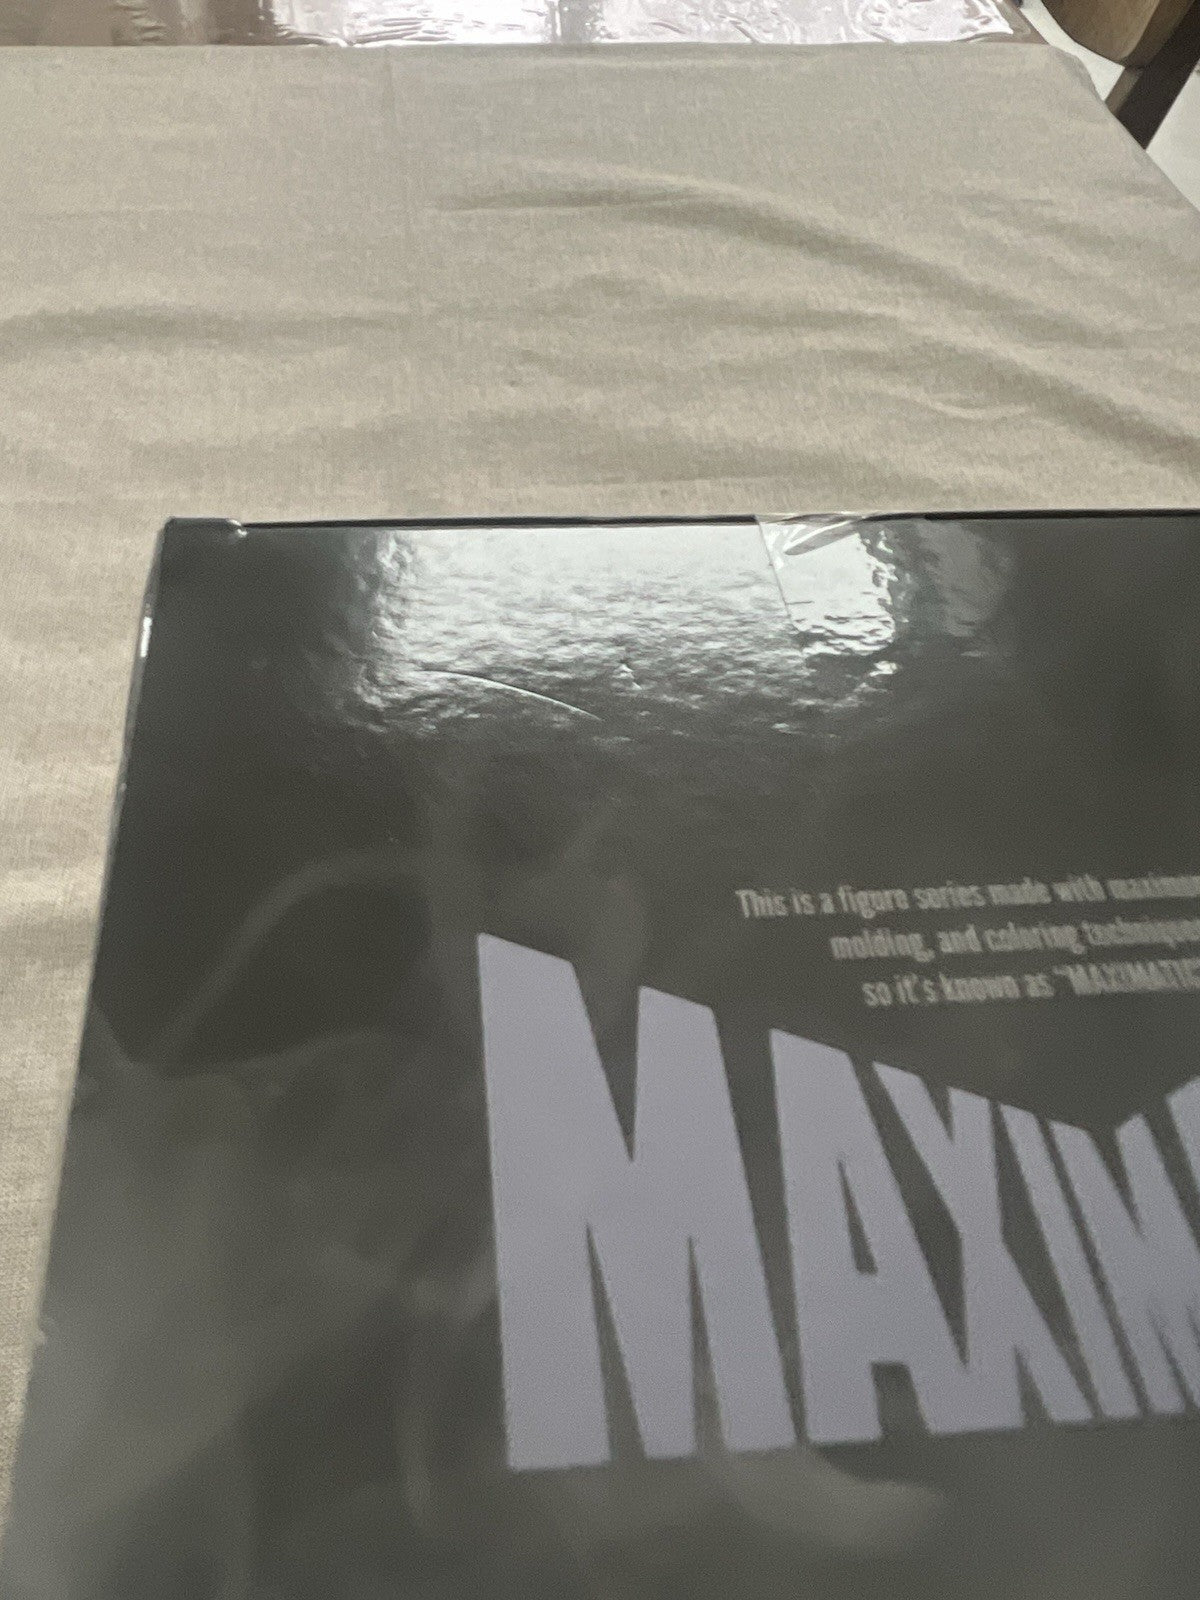 This is a figure series made with maximum
molding, and coloring techniques
so it's known as "MAXIMATIC"
MAXIM